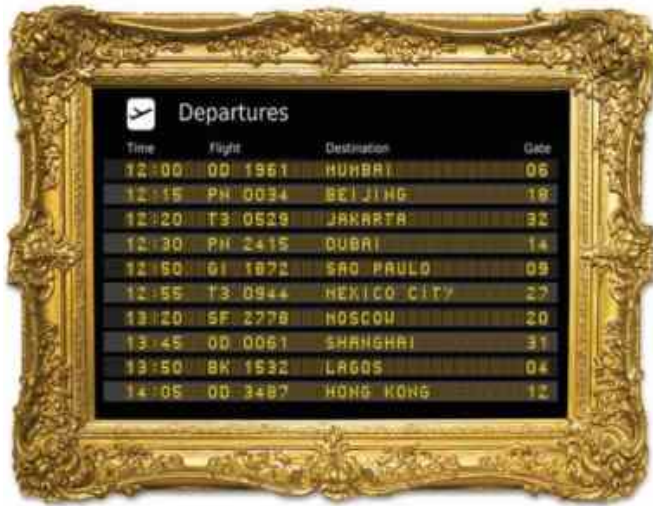 Departures
Time Flight Destination Gate
12:00 OD 1961 MUMBAI 06
12:15 PN 0034 BEIJING 18
12:20 T3 0529 JAKARTA 32
12:30 PN 2415 DUBAI 14
12:50 GI 1872 SAO PAULO 09
12:55 T3 0944 MEXICO CITY 27
13:20 SF 2778 MOSCOW 20
13:45 OD 0061 SHANGHAI 31
13:50 BK 1532 LAGOS 04
14:05 OD 3487 HONG KONG 12